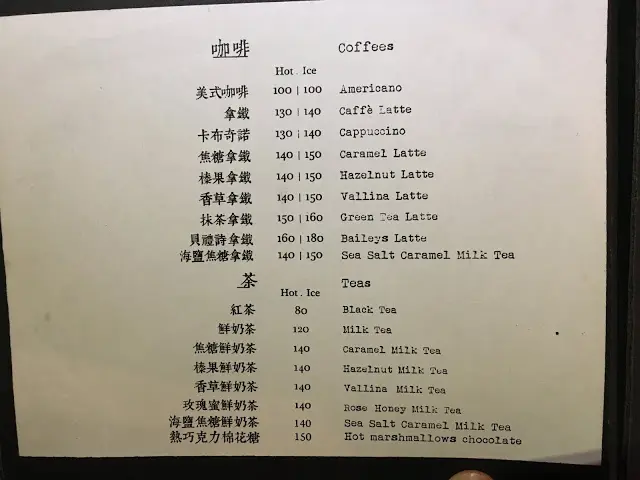 咖啡 Coffees
Hot . Ice
美式咖啡 100 | 100 Americano
拿鐵 130 | 140 Caffè Latte
卡布奇諾 130 | 140 Cappuccino
焦糖拿鐵 140 | 150 Caramel Latte
榛果拿鐵 140 | 150 Hazelnut Latte
香草拿鐵 140 | 150 Vallina Latte
抹茶拿鐵 150 | 160 Green Tea Latte
貝禮詩拿鐵 160 | 180 Baileys Latte
海鹽焦糖拿鐵 140 | 150 Sea Salt Caramel Milk Tea
茶 Teas
Hot . Ice
紅茶 80 Black Tea
鮮奶茶 120 Milk Tea
焦糖鮮奶茶 140 Caramel Milk Tea
榛果鮮奶茶 140 Hazelnut Milk Tea
香草鮮奶茶 140 Vallina Milk Tea
玫瑰蜜鮮奶茶 140 Rose Honey Milk Tea
海鹽焦糖鮮奶茶 140 Sea Salt Caramel Milk Tea
熱巧克力棉花糖 150 Hot marshmallows chocolate